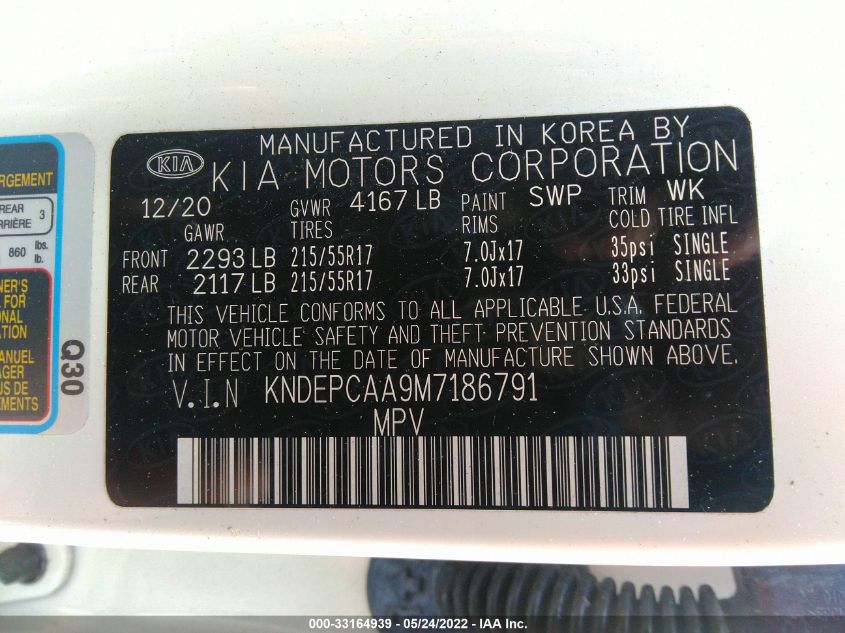 MANUFACTURED IN KOREA BY
KIA KIA MOTORS CORPORATION
12/20 GVWR 4167 LB PAINT SWP TRIM WK
GAWR TIRES RIMS COLD TIRE INFL
FRONT 2293 LB 215/55R17 7.0Jx17 35psi SINGLE
REAR 2117 LB 215/55R17 7.0Jx17 33psi SINGLE
THIS VEHICLE CONFORMS TO ALL APPLICABLE U.S.A. FEDERAL
MOTOR VEHICLE SAFETY AND THEFT PREVENTION STANDARDS
IN EFFECT ON THE DATE OF MANUFACTURE SHOWN ABOVE.
V.I.N KNDEPCAA9M7186791
MPV
REAR 3
860 lbs.
lb.
FOR
MANUEL
Q30
000-33164939 - 05/24/2022 - IAA Inc.